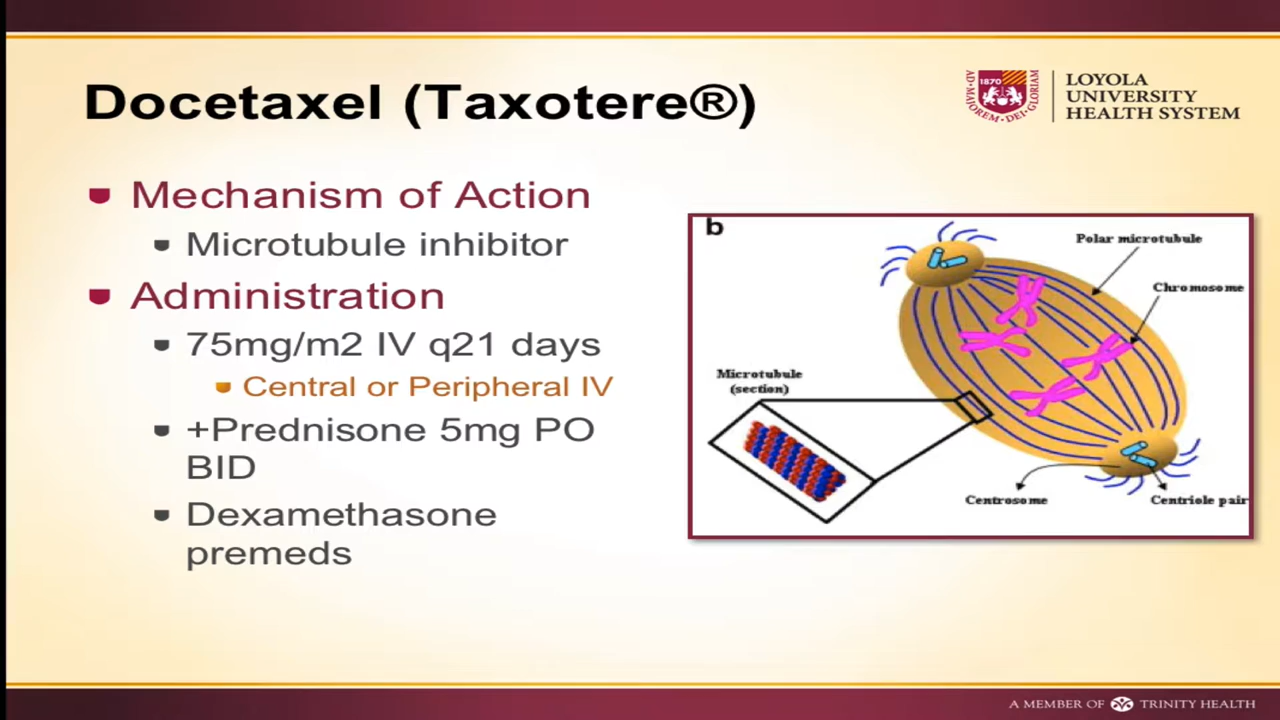 Docetaxel (Taxotere®)
1870
AD·MAJOREM·DEI·GLORIAM
LOYOLA
UNIVERSITY
HEALTH SYSTEM
Mechanism of Action
Microtubule inhibitor
Administration
75mg/m2 IV q21 days
Central or Peripheral IV
+Prednisone 5mg PO
BID
Dexamethasone
premeds
b
Polar microtubule
Chromosome
Microtubule
(section)
Centrosome
Centriole pair
A MEMBER OF TRINITY HEALTH